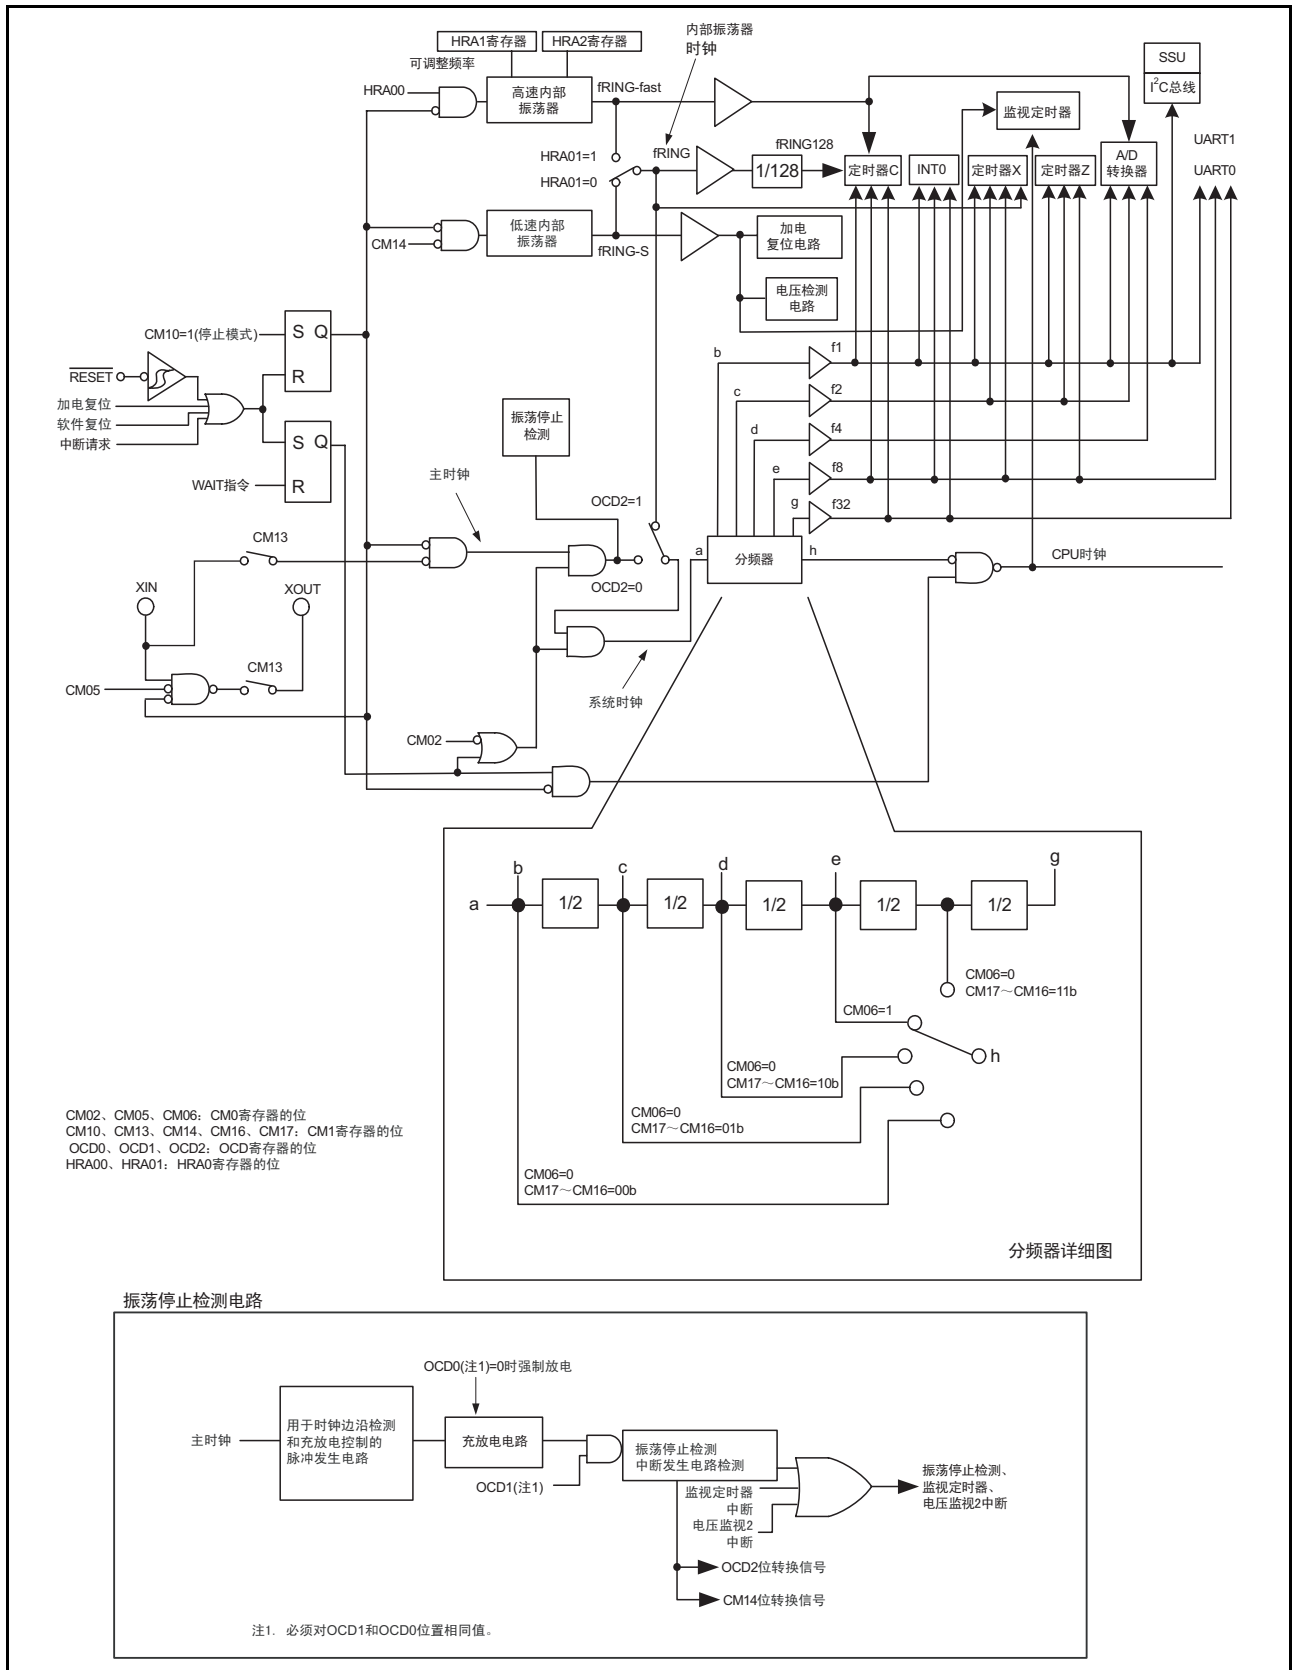 HRA1寄存器
HRA2寄存器
内部振荡器
时钟
SSU
I²C总线
可调整频率
HRA00
高速内部
振荡器
fRING-fast
监视定时器
HRA01=1
fRING
fRING128
UART1
HRA01=0
1/128
定时器C
INT0
定时器X
定时器Z
A/D
转换器
UART0
CM14
低速内部
振荡器
fRING-S
加电
复位电路
电压检测
电路
CM10=1(停止模式)
S Q
R
RESET
加电复位
软件复位
中断请求
S Q
R
WAIT指令
b
f1
c
f2
d
f4
e
f8
g
f32
振荡停止
检测
主时钟
OCD2=1
CM13
a
分频器
h
CPU时钟
OCD2=0
XIN
XOUT
CM13
CM05
系统时钟
CM02
b
c
d
e
g
a
1/2
1/2
1/2
1/2
1/2
CM06=0
CM17～CM16=11b
CM06=1
h
CM06=0
CM17～CM16=10b
CM06=0
CM17～CM16=01b
CM06=0
CM17～CM16=00b
CM02、CM05、CM06：CM0寄存器的位
CM10、CM13、CM14、CM16、CM17：CM1寄存器的位
OCD0、OCD1、OCD2：OCD寄存器的位
HRA00、HRA01：HRA0寄存器的位
分频器详细图
振荡停止检测电路
OCD0(注1)=0时强制放电
主时钟
用于时钟边沿检测
和充放电控制的
脉冲发生电路
充放电电路
OCD1(注1)
振荡停止检测
中断发生电路检测
监视定时器
中断
电压监视2
中断
振荡停止检测、
监视定时器、
电压监视2中断
OCD2位转换信号
CM14位转换信号
注1. 必须对OCD1和OCD0位置相同值。